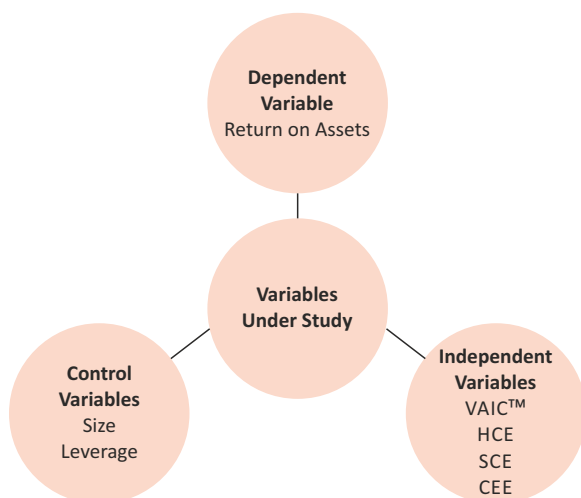 Dependent
Variable
Return on Assets
Variables
Under Study
Control
Variables
Size
Leverage
Independent
Variables
VAIC™
HCE
SCE
CEE